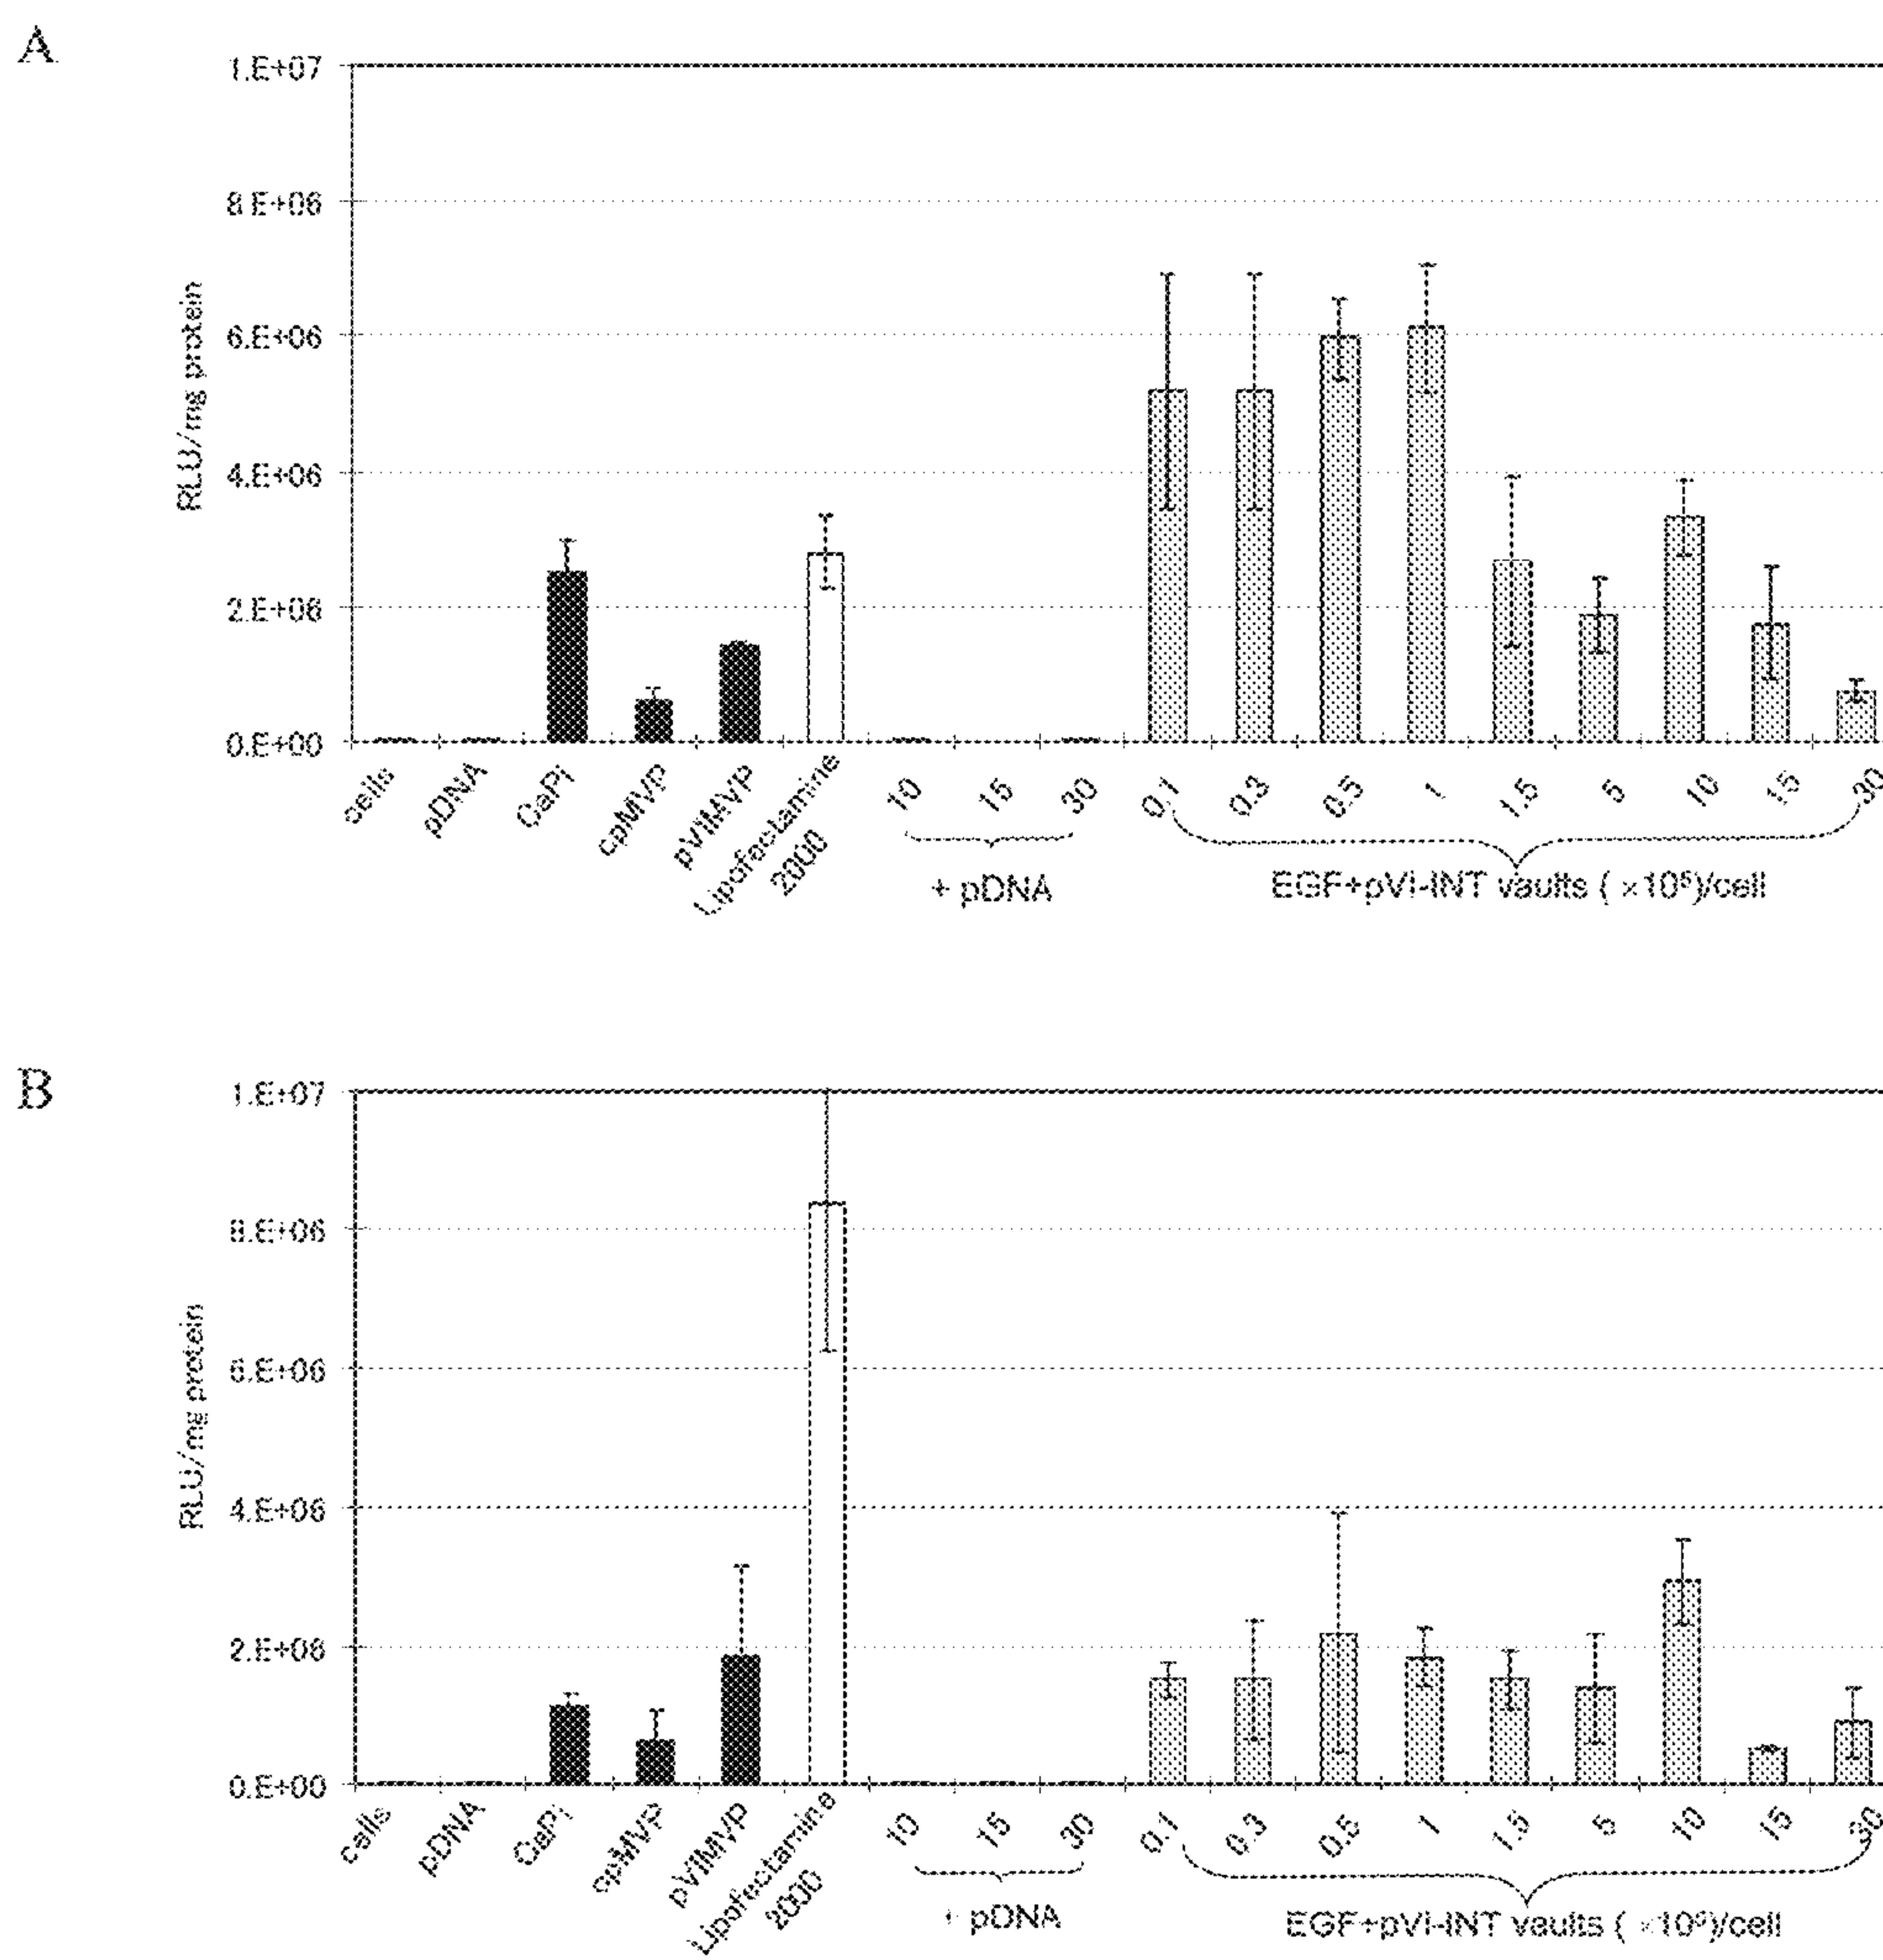 A
1.E+07
8.E+06
6.E+06
4.E+06
2.E+06
0.E+00
RLU/mg protein
cells
pDNA
CaPi
cpMVP
pVIMVP
Lipofectamine
2000
10
15
30
+ pDNA
0.1
0.3
0.5
1
1.5
5
10
15
30
EGF+pVI-INT vaults ( ×10⁶)/cell
B
1.E+07
8.E+06
6.E+06
4.E+06
2.E+06
0.E+00
RLU/mg protein
cells
pDNA
CaPi
cpMVP
pVIMVP
Lipofectamine
2000
10
15
30
+ pDNA
0.1
0.3
0.5
1
1.5
5
10
15
30
EGF+pVI-INT vaults ( ×10⁶)/cell